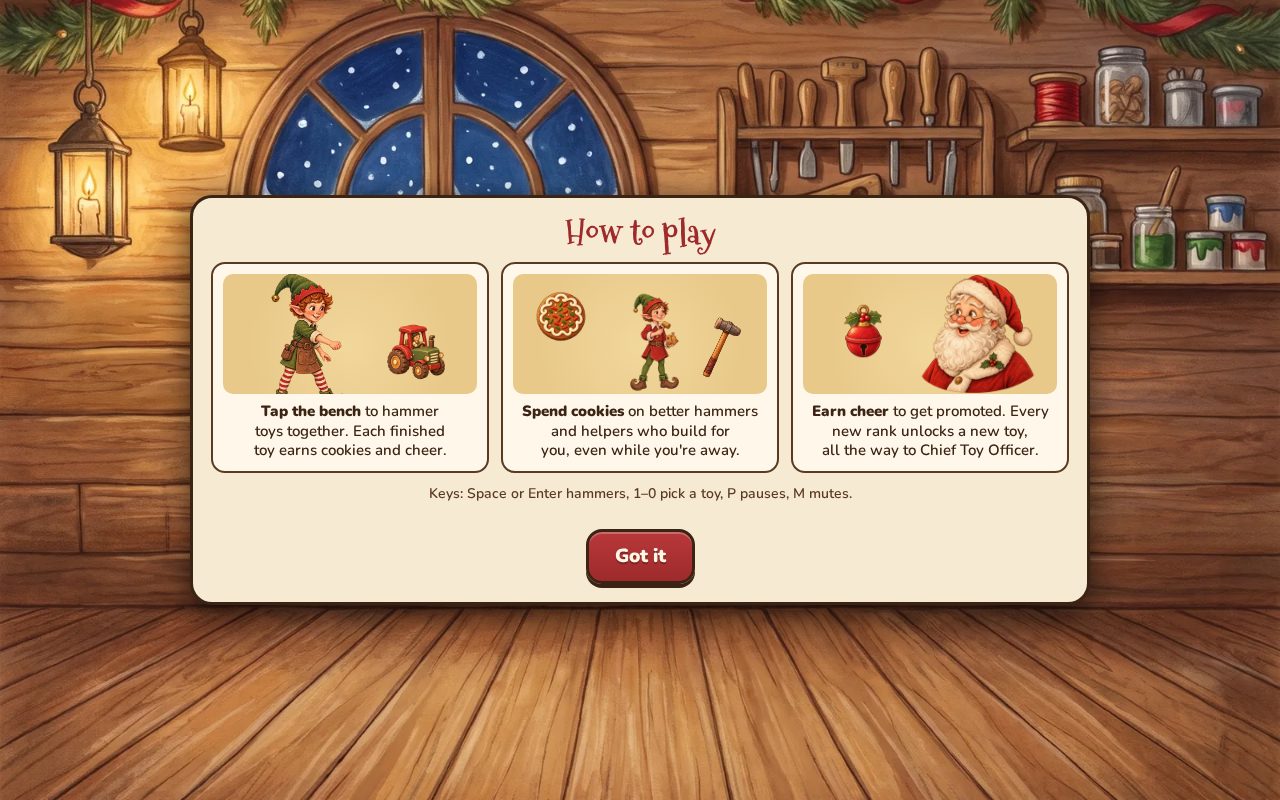 How to play
Tap the bench to hammer
toys together. Each finished
toy earns cookies and cheer.
Spend cookies on better hammers
and helpers who build for
you, even while you're away.
Earn cheer to get promoted. Every
new rank unlocks a new toy,
all the way to Chief Toy Officer.
Keys: Space or Enter hammers, 1–0 pick a toy, P pauses, M mutes.
Got it